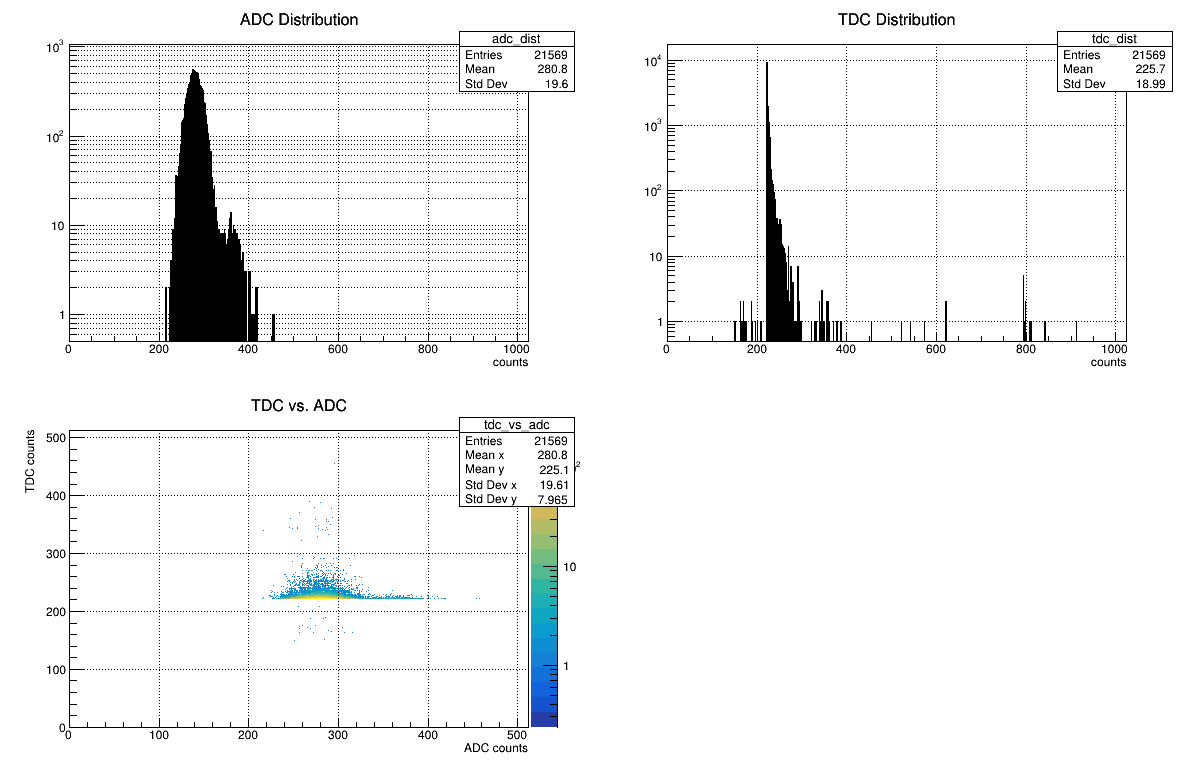 ADC Distribution
adc_dist
Entries 21569
Mean 280.8
Std Dev 19.6
10³
10²
10
1
0 200 400 600 800 1000
counts
TDC Distribution
tdc_dist
Entries 21569
Mean 225.7
Std Dev 18.99
10⁴
10³
10²
10
1
0 200 400 600 800 1000
counts
TDC vs. ADC
tdc_vs_adc
Entries 21569
Mean x 280.8
Mean y 225.1
Std Dev x 19.61
Std Dev y 7.965
TDC counts
500
400
300
200
100
0
0 100 200 300 400 500
ADC counts
10
1